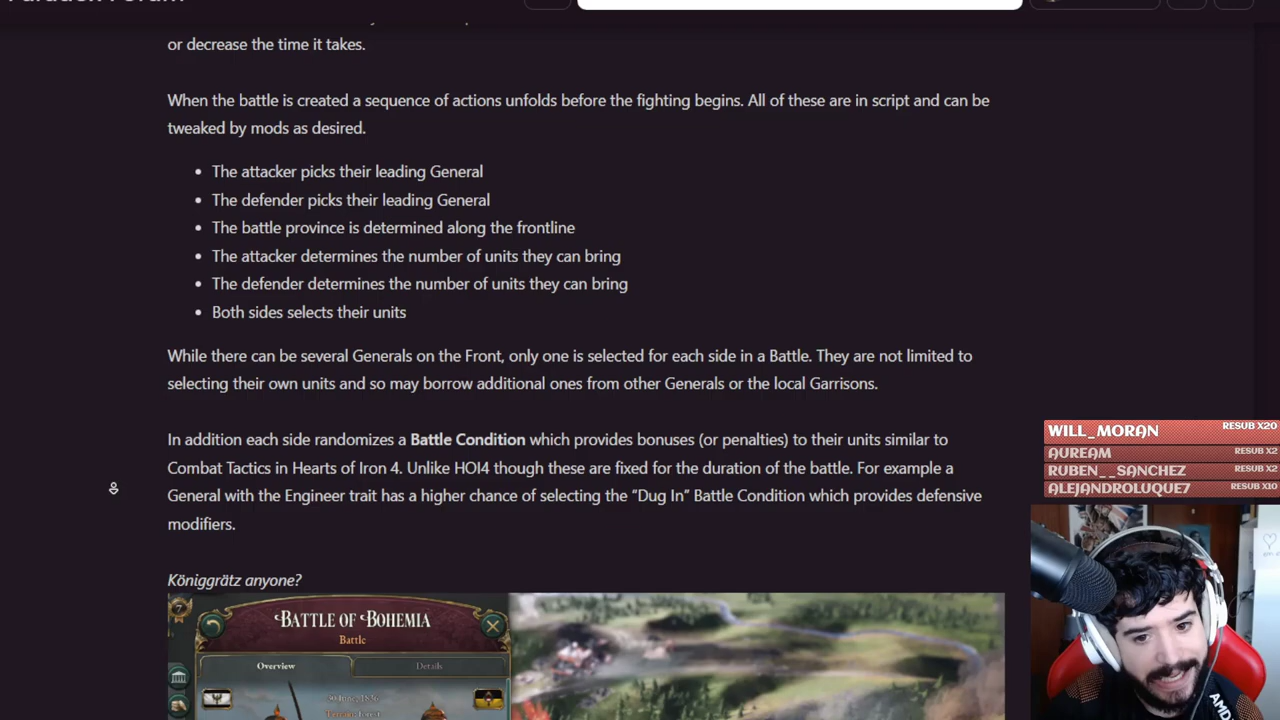 or decrease the time it takes.
When the battle is created a sequence of actions unfolds before the fighting begins. All of these are in script and can be
tweaked by mods as desired.
• The attacker picks their leading General
• The defender picks their leading General
• The battle province is determined along the frontline
• The attacker determines the number of units they can bring
• The defender determines the number of units they can bring
• Both sides selects their units
While there can be several Generals on the Front, only one is selected for each side in a Battle. They are not limited to
selecting their own units and so may borrow additional ones from other Generals or the local Garrisons.
In addition each side randomizes a Battle Condition which provides bonuses (or penalties) to their units similar to
Combat Tactics in Hearts of Iron 4. Unlike HOI4 though these are fixed for the duration of the battle. For example a
General with the Engineer trait has a higher chance of selecting the “Dug In” Battle Condition which provides defensive
modifiers.
Königgrätz anyone?
7
BATTLE OF BOHEMIA
Battle
Overview
Details
30 June, 1836
Terrain: forest
WILL_MORAN RESUB X20
AUREAM RESUB X2
RUBEN__SANCHEZ RESUB X2
ALEJANDROLUQUE7 RESUB X10
AMD